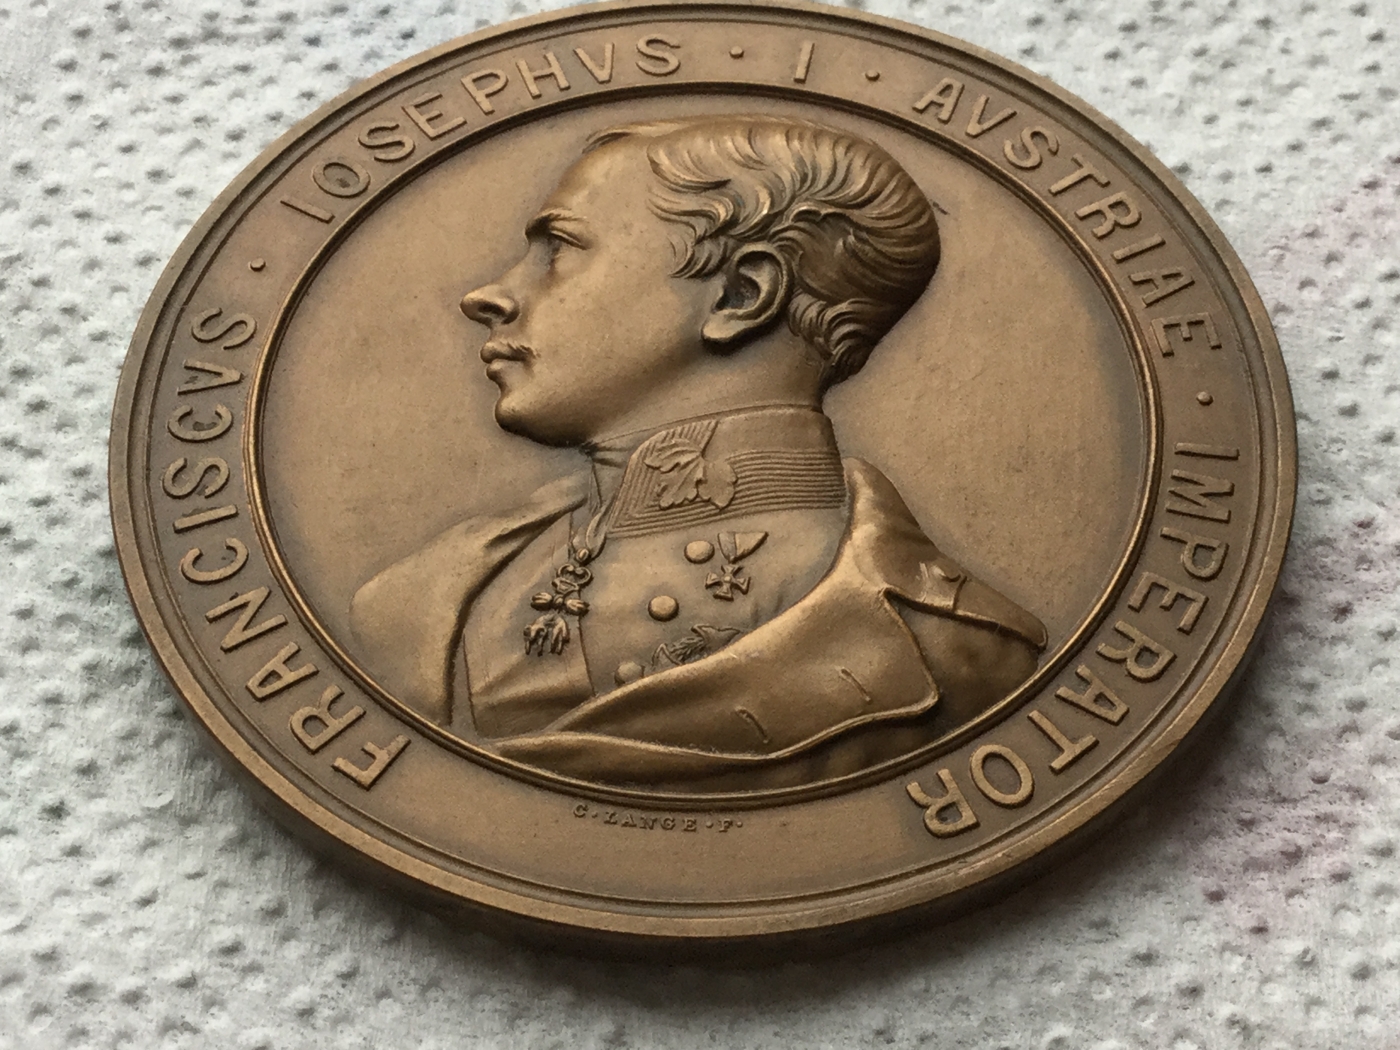 FRANCISCVS · IOSEPHVS · I · AVSTRIAE · IMPERATOR
C·LANGE·F·